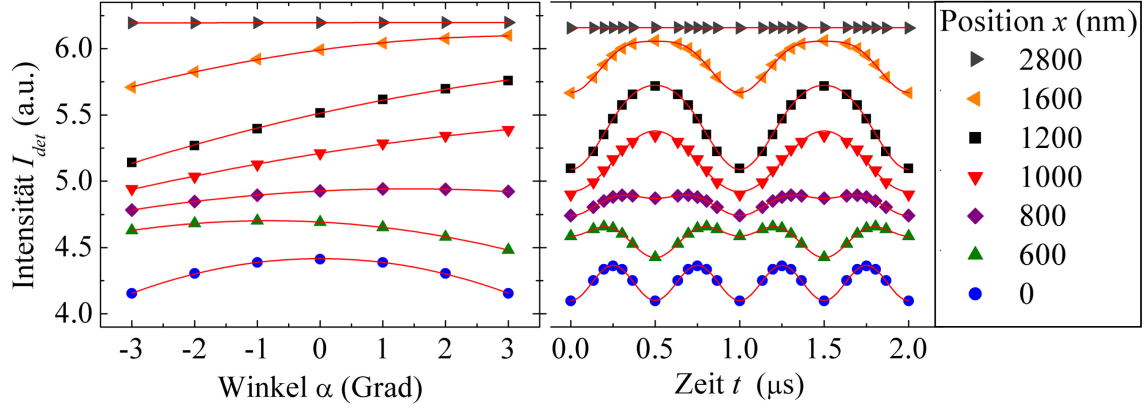 Intensität I_det (a.u.)
6.0
5.5
5.0
4.5
4.0
-3 -2 -1 0 1 2 3
Winkel α (Grad)
0.0 0.5 1.0 1.5 2.0
Zeit t (μs)
Position x (nm)
2800
1600
1200
1000
800
600
0